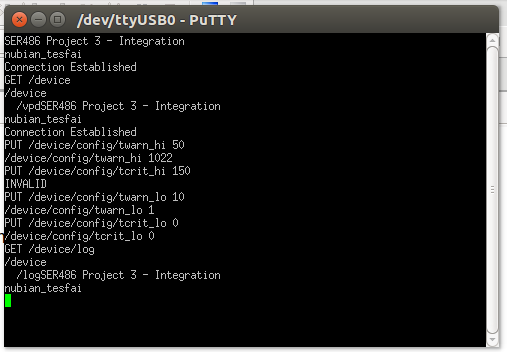 /dev/ttyUSB0 - PuTTY
SER486 Project 3 - Integration
nubian_tesfai
Connection Established
GET /device
/device
  /vpdSER486 Project 3 - Integration
nubian_tesfai
Connection Established
PUT /device/config/twarn_hi 50
/device/config/twarn_hi 1022
PUT /device/config/tcrit_hi 150
INVALID
PUT /device/config/twarn_lo 10
/device/config/twarn_lo 1
PUT /device/config/tcrit_lo 0
/device/config/tcrit_lo 0
GET /device/log
/device
  /logSER486 Project 3 - Integration
nubian_tesfai